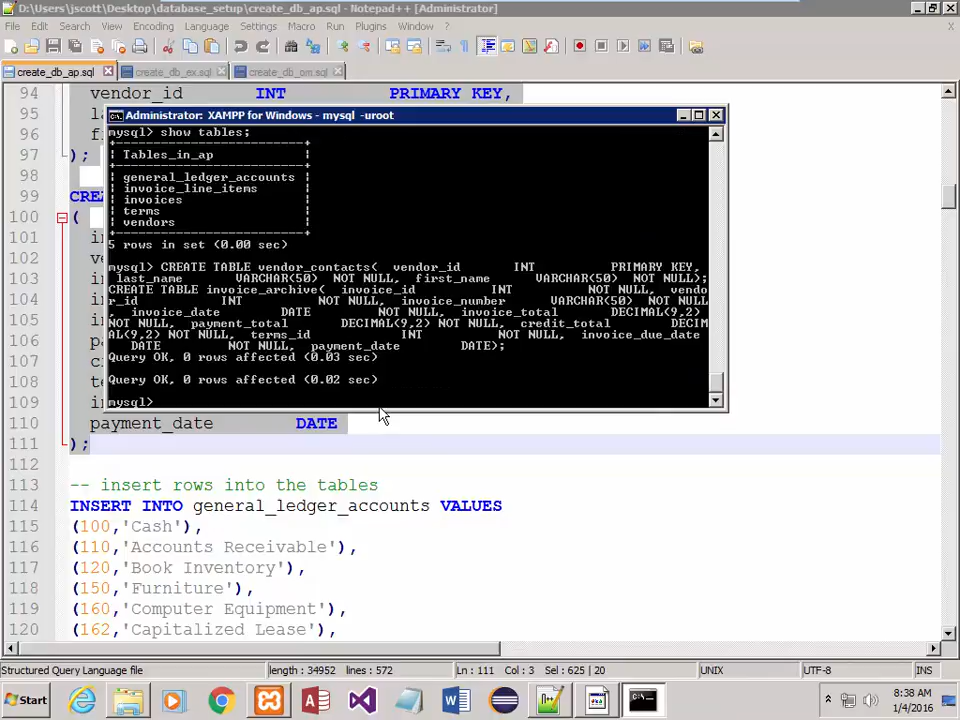 D:\Users\jscott\Desktop\database_setup\create_db_ap.sql - Notepad++ [Administrator]
File Edit Search View Encoding Language Settings Macro Run Plugins Window ?
create_db_ap.sql create_db_ex.sql create_db_om.sql
94 vendor_id INT PRIMARY KEY,
95
96
97 );
98
99
100 (
101
102
103
104
105
106
107
108
109
110 payment_date DATE
111 );
112
113 -- insert rows into the tables
114 INSERT INTO general_ledger_accounts VALUES
115 (100,'Cash'),
116 (110,'Accounts Receivable'),
117 (120,'Book Inventory'),
118 (150,'Furniture'),
119 (160,'Computer Equipment'),
120 (162,'Capitalized Lease'),
Administrator: XAMPP for Windows - mysql -uroot
mysql> show tables;
+-------------------------+
| Tables_in_ap |
+-------------------------+
| general_ledger_accounts |
| invoice_line_items |
| invoices |
| terms |
| vendors |
+-------------------------+
5 rows in set (0.00 sec)
mysql> CREATE TABLE vendor_contacts( vendor_id INT PRIMARY KEY,
last_name VARCHAR(50) NOT NULL, first_name VARCHAR(50) NOT NULL);
CREATE TABLE invoice_archive( invoice_id INT NOT NULL, vendo
r_id INT NOT NULL, invoice_number VARCHAR(50) NOT NULL
, invoice_date DATE NOT NULL, invoice_total DECIMAL(9,2)
NOT NULL, payment_total DECIMAL(9,2) NOT NULL, credit_total DECIM
AL(9,2) NOT NULL, terms_id INT NOT NULL, invoice_due_date
DATE NOT NULL, payment_date DATE);
Query OK, 0 rows affected (0.03 sec)
Query OK, 0 rows affected (0.02 sec)
mysql>
Structured Query Language file length : 34952 lines : 572 Ln : 111 Col : 3 Sel : 625 | 20 UNIX UTF-8 INS
Start
8:38 AM
1/4/2016